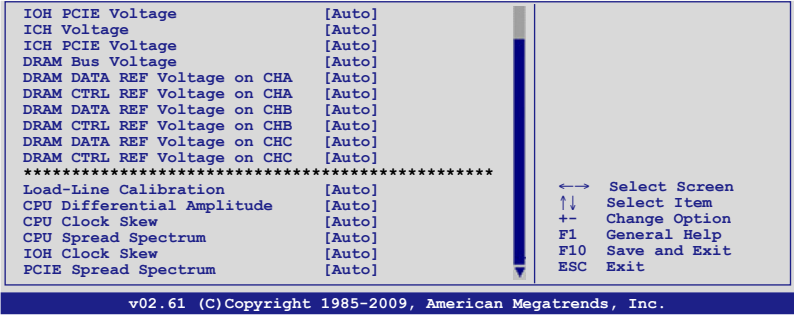 IOH PCIE Voltage [Auto]
ICH Voltage [Auto]
ICH PCIE Voltage [Auto]
DRAM Bus Voltage [Auto]
DRAM DATA REF Voltage on CHA [Auto]
DRAM CTRL REF Voltage on CHA [Auto]
DRAM DATA REF Voltage on CHB [Auto]
DRAM CTRL REF Voltage on CHB [Auto]
DRAM DATA REF Voltage on CHC [Auto]
DRAM CTRL REF Voltage on CHC [Auto]
*************************************************
Load-Line Calibration [Auto]
CPU Differential Amplitude [Auto]
CPU Clock Skew [Auto]
CPU Spread Spectrum [Auto]
IOH Clock Skew [Auto]
PCIE Spread Spectrum [Auto]
←→ Select Screen
↑↓ Select Item
+- Change Option
F1 General Help
F10 Save and Exit
ESC Exit
v02.61 (C)Copyright 1985-2009, American Megatrends, Inc.